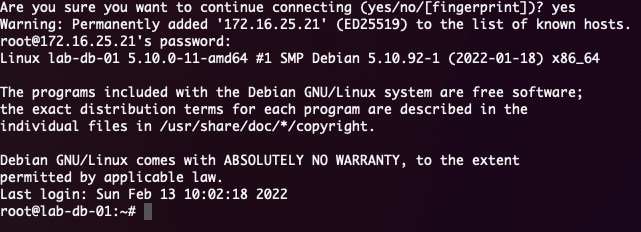 Are you sure you want to continue connecting (yes/no/[fingerprint])? yes
Warning: Permanently added '172.16.25.21' (ED25519) to the list of known hosts.
root@172.16.25.21's password:
Linux lab-db-01 5.10.0-11-amd64 #1 SMP Debian 5.10.92-1 (2022-01-18) x86_64
The programs included with the Debian GNU/Linux system are free software;
the exact distribution terms for each program are described in the
individual files in /usr/share/doc/*/copyright.
Debian GNU/Linux comes with ABSOLUTELY NO WARRANTY, to the extent
permitted by applicable law.
Last login: Sun Feb 13 10:02:18 2022
root@lab-db-01:~#